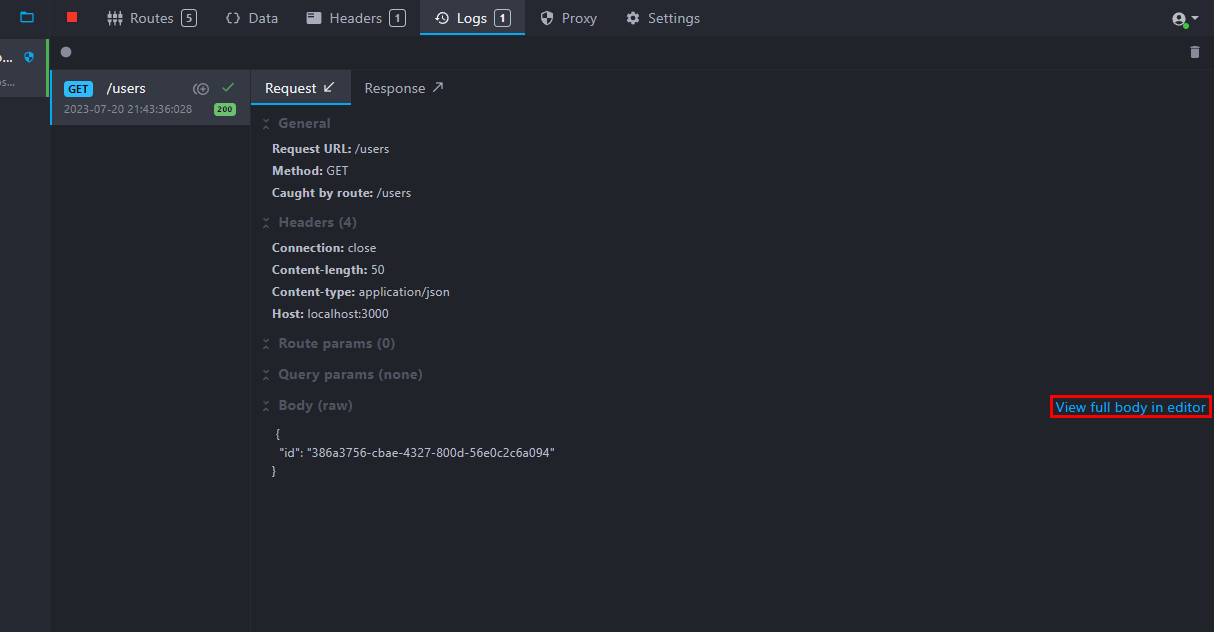 Routes 5 Data Headers 1 Logs 1 Proxy Settings
o...
os...
GET /users
2023-07-20 21:43:36:028 200
Request Response
General
Request URL: /users
Method: GET
Caught by route: /users
Headers (4)
Connection: close
Content-length: 50
Content-type: application/json
Host: localhost:3000
Route params (0)
Query params (none)
Body (raw) View full body in editor
{
"id": "386a3756-cbae-4327-800d-56e0c2c6a094"
}